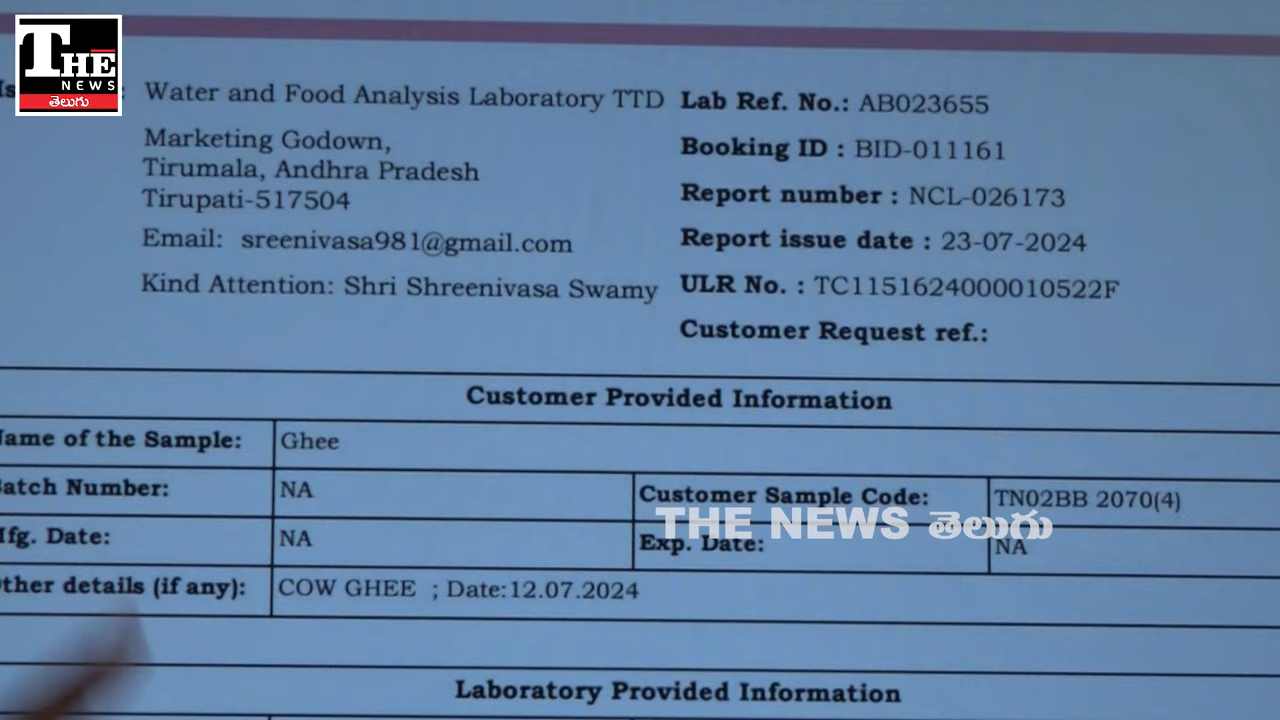 THE
NEWS
తెలుగు
Water and Food Analysis Laboratory TTD
Marketing Godown,
Tirumala, Andhra Pradesh
Tirupati-517504
Email: sreenivasa981@gmail.com
Kind Attention: Shri Shreenivasa Swamy
Lab Ref. No.: AB023655
Booking ID : BID-011161
Report number : NCL-026173
Report issue date : 23-07-2024
ULR No. : TC1151624000010522F
Customer Request ref.:
Customer Provided Information
Name of the Sample: Ghee
Batch Number: NA Customer Sample Code: TN02BB 2070(4)
THE NEWS తెలుగు
Mfg. Date: NA Exp. Date: NA
Other details (if any): COW GHEE ; Date:12.07.2024
Laboratory Provided Information